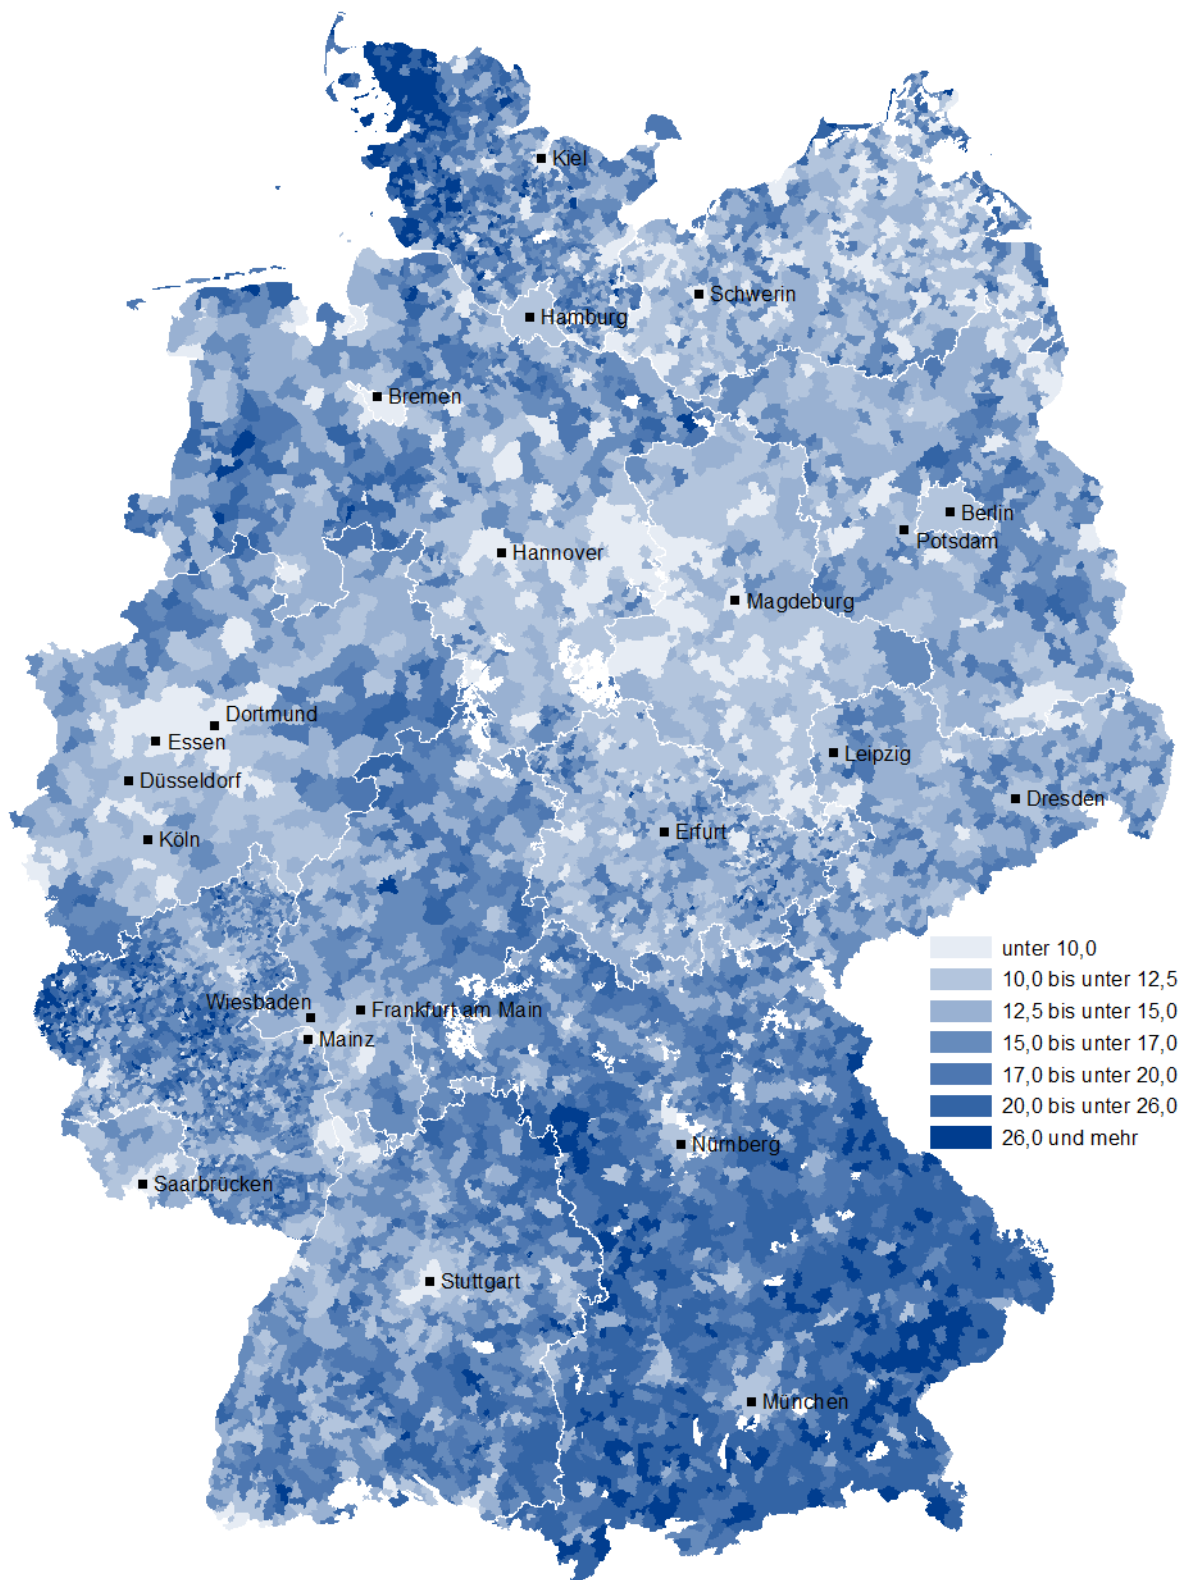 Kiel
Schwerin
Hamburg
Bremen
Berlin
Potsdam
Hannover
Magdeburg
Dortmund
Essen
Leipzig
Düsseldorf
Dresden
Erfurt
Köln
unter 10,0
10,0 bis unter 12,5
12,5 bis unter 15,0
15,0 bis unter 17,0
17,0 bis unter 20,0
20,0 bis unter 26,0
26,0 und mehr
Wiesbaden
Frankfurt am Main
Mainz
Nürnberg
Saarbrücken
Stuttgart
München